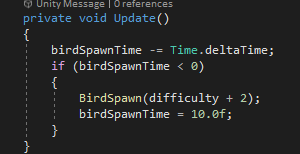 Unity Message | 0 references
private void Update()
{
birdSpawnTime -= Time.deltaTime;
if (birdSpawnTime < 0)
{
BirdSpawn(difficulty + 2);
birdSpawnTime = 10.0f;
}
}